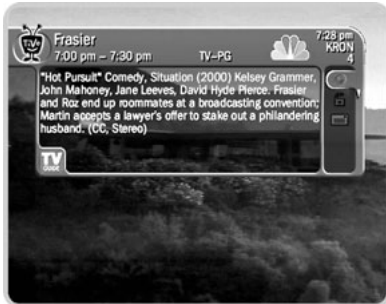 TiVo
Frasier
7:28 pm
7:00 pm – 7:30 pm TV–PG
KRON
4
"Hot Pursuit" Comedy, Situation (2000) Kelsey Grammer,
John Mahoney, Jane Leeves, David Hyde Pierce. Frasier
and Roz end up roommates at a broadcasting convention;
Martin accepts a lawyer's offer to stake out a philandering
husband. (CC, Stereo)
TV
GUIDE